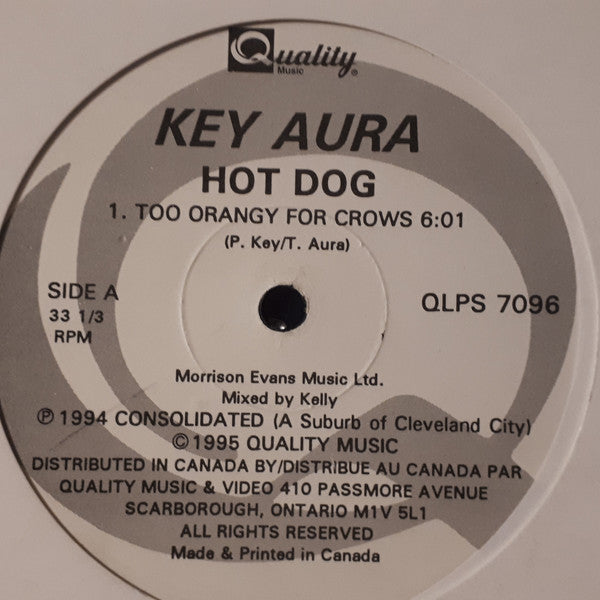 Quality
Music ®
KEY AURA
HOT DOG
1. TOO ORANGY FOR CROWS 6:01
(P. Key/T. Aura)
SIDE A
33 1/3
RPM
QLPS 7096
Morrison Evans Music Ltd.
Mixed by Kelly
℗ 1994 CONSOLIDATED (A Suburb of Cleveland City)
© 1995 QUALITY MUSIC
DISTRIBUTED IN CANADA BY/DISTRIBUE AU CANADA PAR
QUALITY MUSIC & VIDEO 410 PASSMORE AVENUE
SCARBOROUGH, ONTARIO M1V 5L1
ALL RIGHTS RESERVED
Made & Printed in Canada